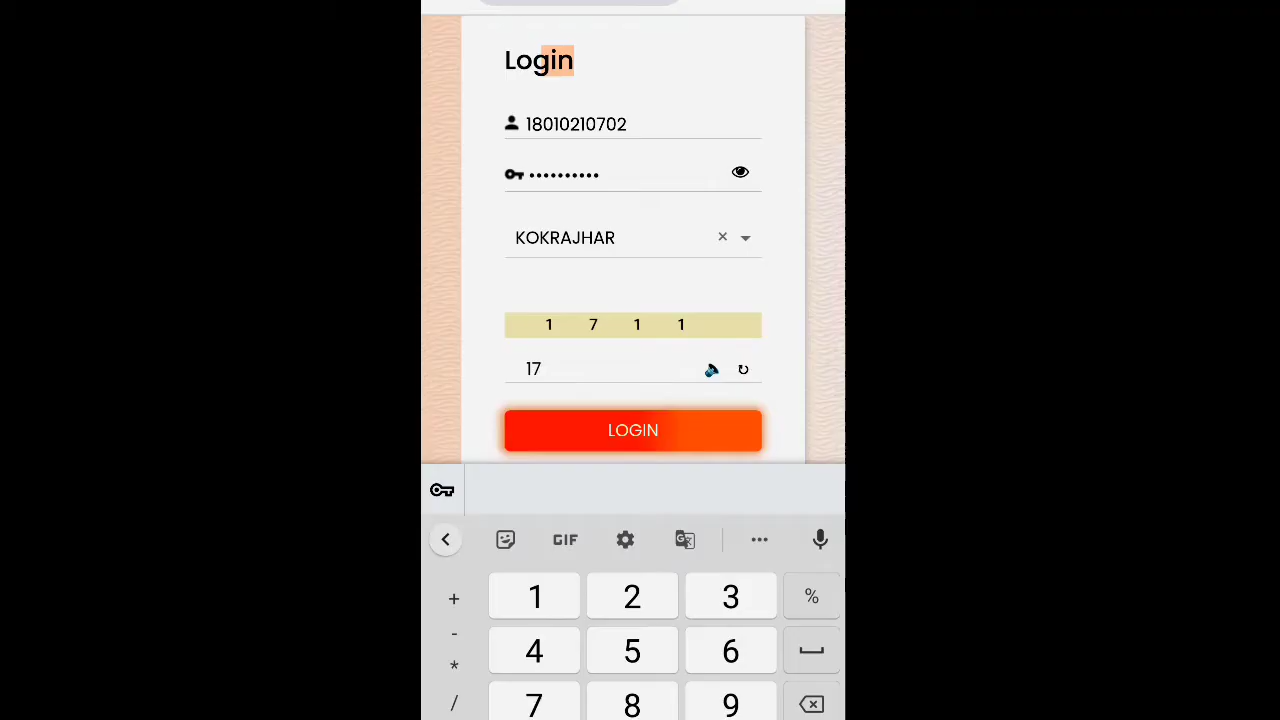 Login
18010210702
••••••••••
KOKRAJHAR ×
1 7 1 1
17
LOGIN
GIF
+ 1 2 3 %
- 4 5 6
*
/ 7 8 9